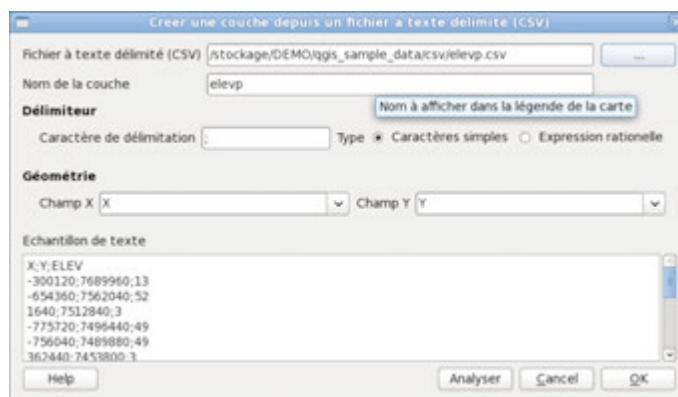 Creer une couche depuis un fichier a texte delimite (CSV)
Fichier à texte délimité (CSV) /stockage/DEMO/qgis_sample_data/csv/elevp.csv ...
Nom de la couche elevp
Nom à afficher dans la légende de la carte
Délimiteur
Caractère de délimitation ; Type Caractères simples Expression rationelle
Géométrie
Champ X X Champ Y Y
Echantillon de texte
X;Y;ELEV
-300120;7689960;13
-654360;7562040;52
1640;7512840;3
-775720;7496440;49
-756040;7489880;49
362440;7453800;3
Help Analyser Cancel OK